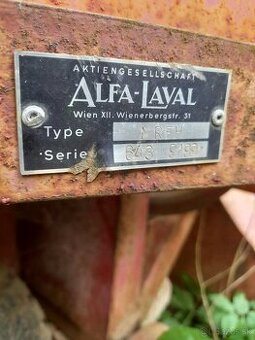 AKTIENGESELLSCHAFT
ALFA-LAVAL
Wien XII. Wienerbergstr. 31
Type
Serie